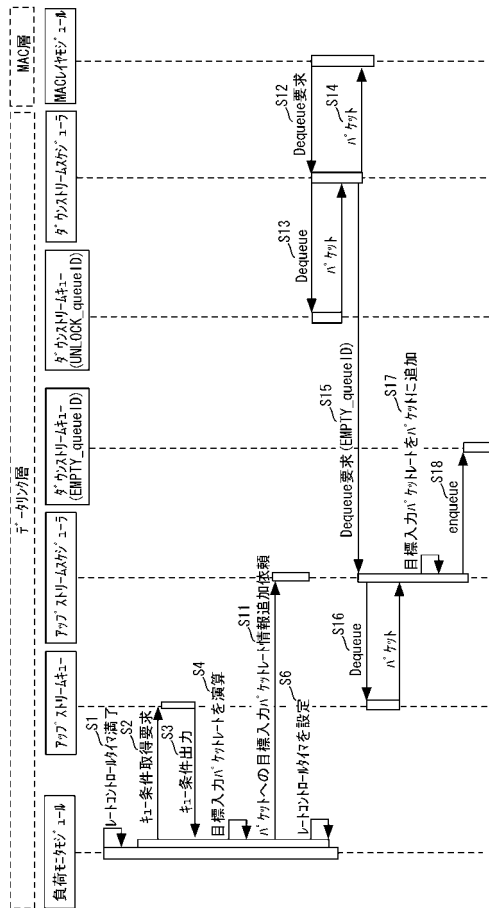 データリンク層
MAC層
負荷モニタモジュール
アップストリームキュー
アップストリームスケジューラ
ダウンストリームキュー
(EMPTY_queueID)
ダウンストリームキュー
(UNLOCK_queueID)
ダウンストリームスケジューラ
MACレイヤモジュール
S1
レートコントロールタイマ満了
S2
キュー条件取得要求
S3
キュー条件出力
S4
目標入力パケットレートを演算
S11
パケットへの目標入力パケットレート情報追加依頼
S6
レートコントロールタイマを設定
S12
Dequeue要求
S13
Dequeue
パケット
S14
パケット
S15
Dequeue要求(EMPTY_queueID)
S16
Dequeue
パケット
S17
目標入力パケットレートをパケットに追加
S18
enqueue